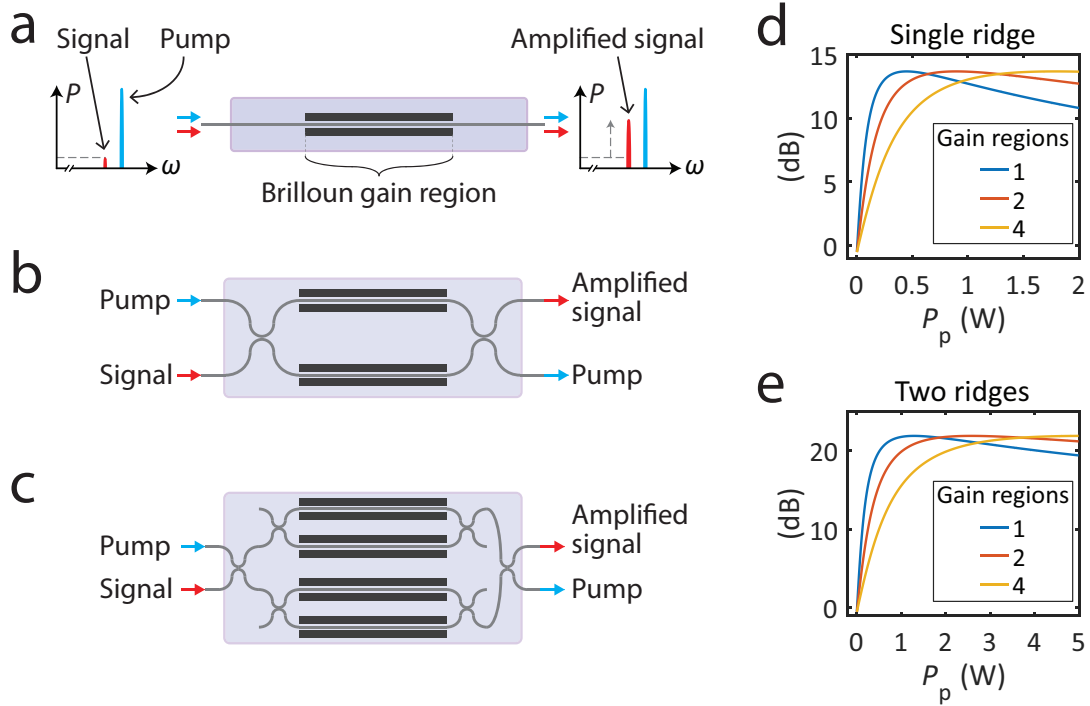 a
Signal
Pump
P
ω
Brilloun gain region
Amplified signal
P
ω
b
Pump
Signal
Amplified
signal
Pump
c
Pump
Signal
Amplified
signal
Pump
d
Single ridge
(dB)
15
10
5
0
Gain regions
1
2
4
0 0.5 1 1.5 2
Pp (W)
e
Two ridges
(dB)
20
10
0
Gain regions
1
2
4
0 1 2 3 4 5
Pp (W)